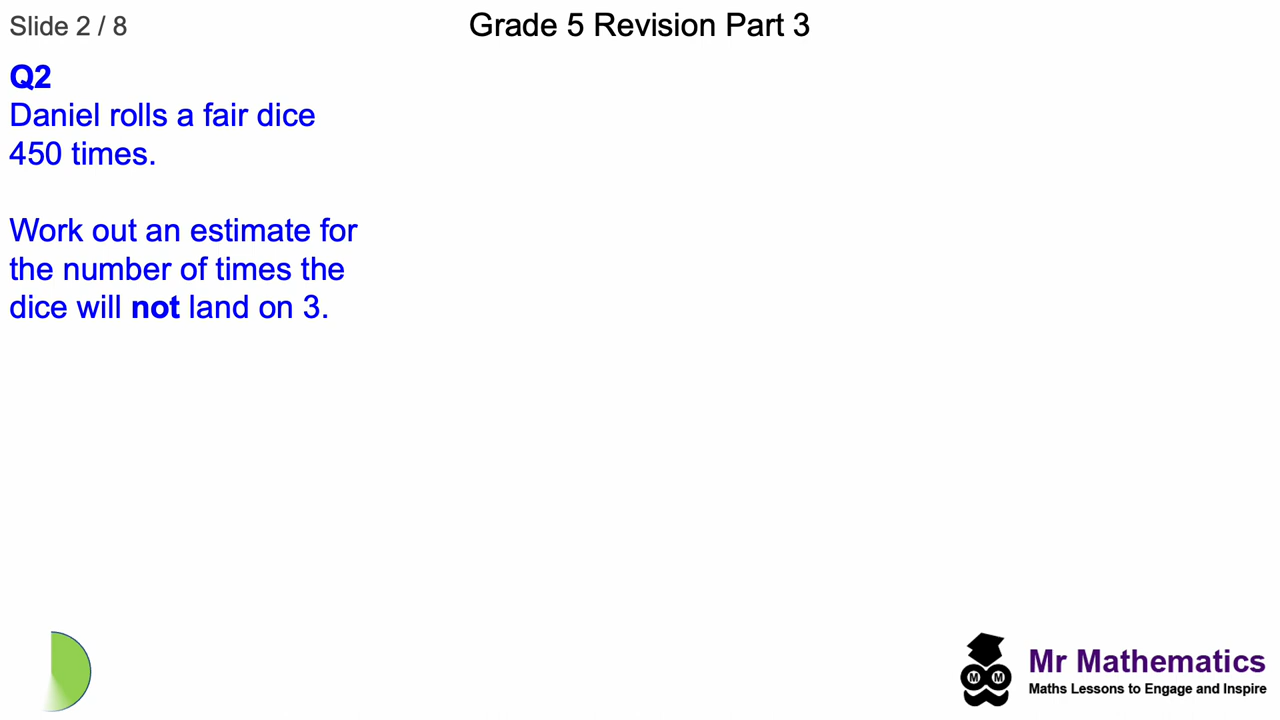 Slide 2 / 8
Grade 5 Revision Part 3
Q2
Daniel rolls a fair dice
450 times.
Work out an estimate for
the number of times the
dice will not land on 3.
M M
Mr Mathematics
Maths Lessons to Engage and Inspire